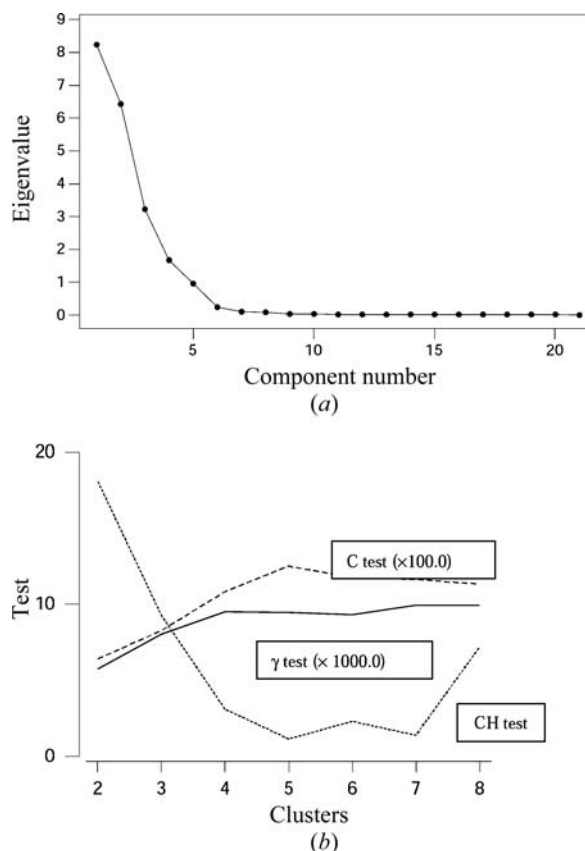 9
8
7
6
5
4
3
2
1
0
Eigenvalue
5 10 15 20
Component number
(a)
20
10
0
Test
C test (×100.0)
γ test (× 1000.0)
CH test
2 3 4 5 6 7 8
Clusters
(b)